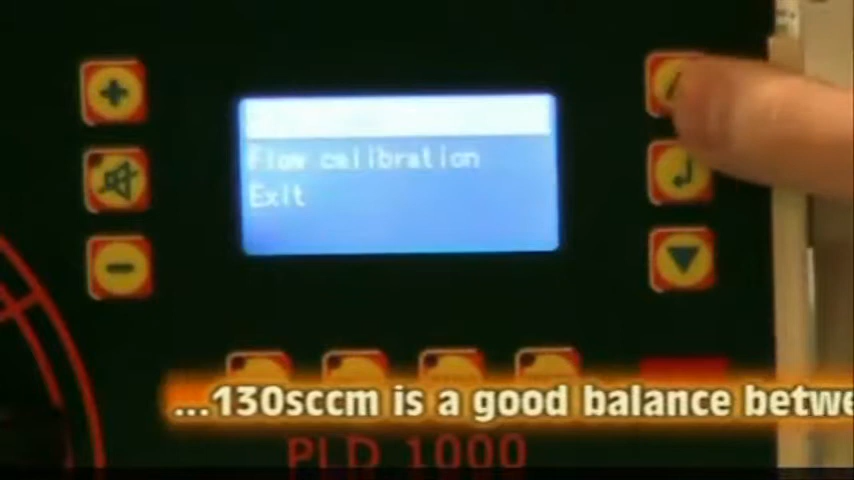 Flow calibration
Exit
...130sccm is a good balance betwe
PLD 1000